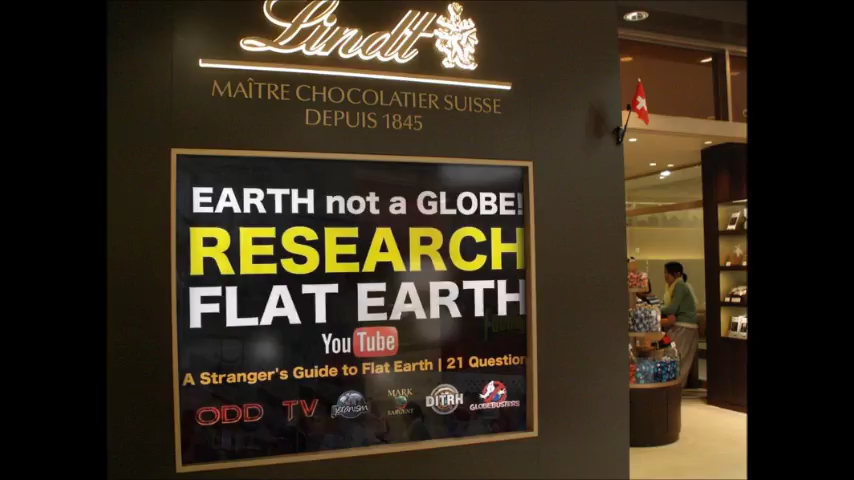 Lindt
MAÎTRE CHOCOLATIER SUISSE
DEPUIS 1845
EARTH not a GLOBE!
RESEARCH
FLAT EARTH
YouTube
A Stranger's Guide to Flat Earth | 21 Question
ODD TV jeranism MARK SARGENT DITRH GLOBEBUSTERS